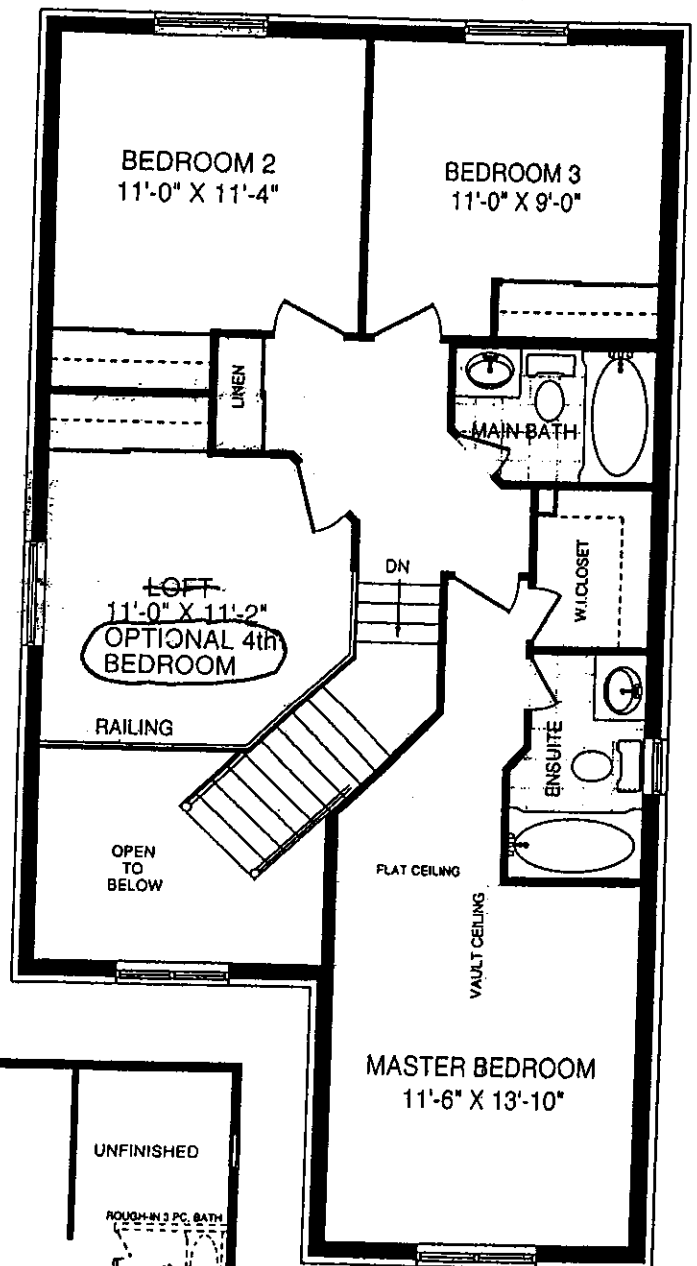 BEDROOM 2
11'-0" X 11'-4"
BEDROOM 3
11'-0" X 9'-0"
LINEN
MAIN BATH
DN
W.I.CLOSET
LOFT
11'-0" X 11'-2"
OPTIONAL 4th
BEDROOM
RAILING
ENSUITE
OPEN
TO
BELOW
FLAT CEILING
VAULT CEILING
MASTER BEDROOM
11'-6" X 13'-10"
UNFINISHED
ROUGH-IN 3 PC. BATH